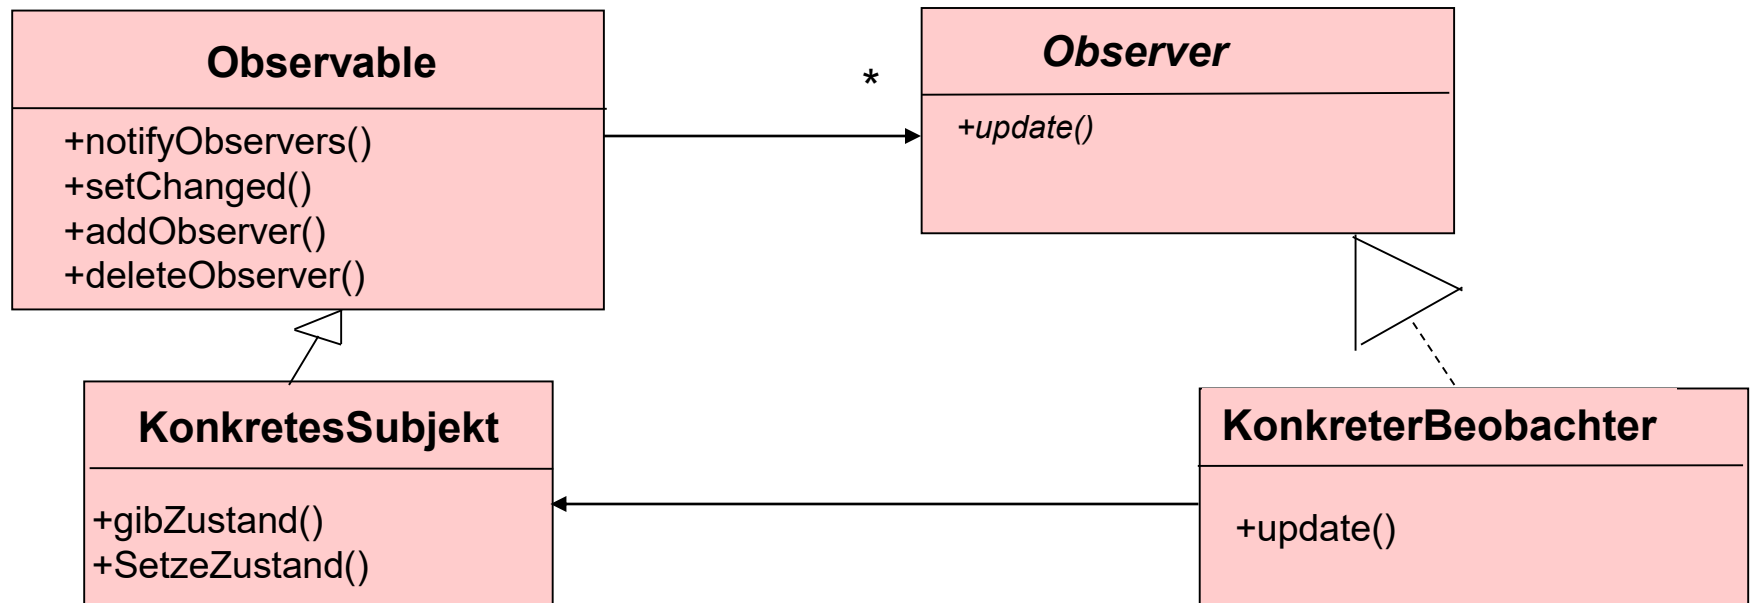 Observable
+notifyObservers()
+setChanged()
+addObserver()
+deleteObserver()
*
Observer
+update()
KonkretesSubjekt
+gibZustand()
+SetzeZustand()
KonkreterBeobachter
+update()